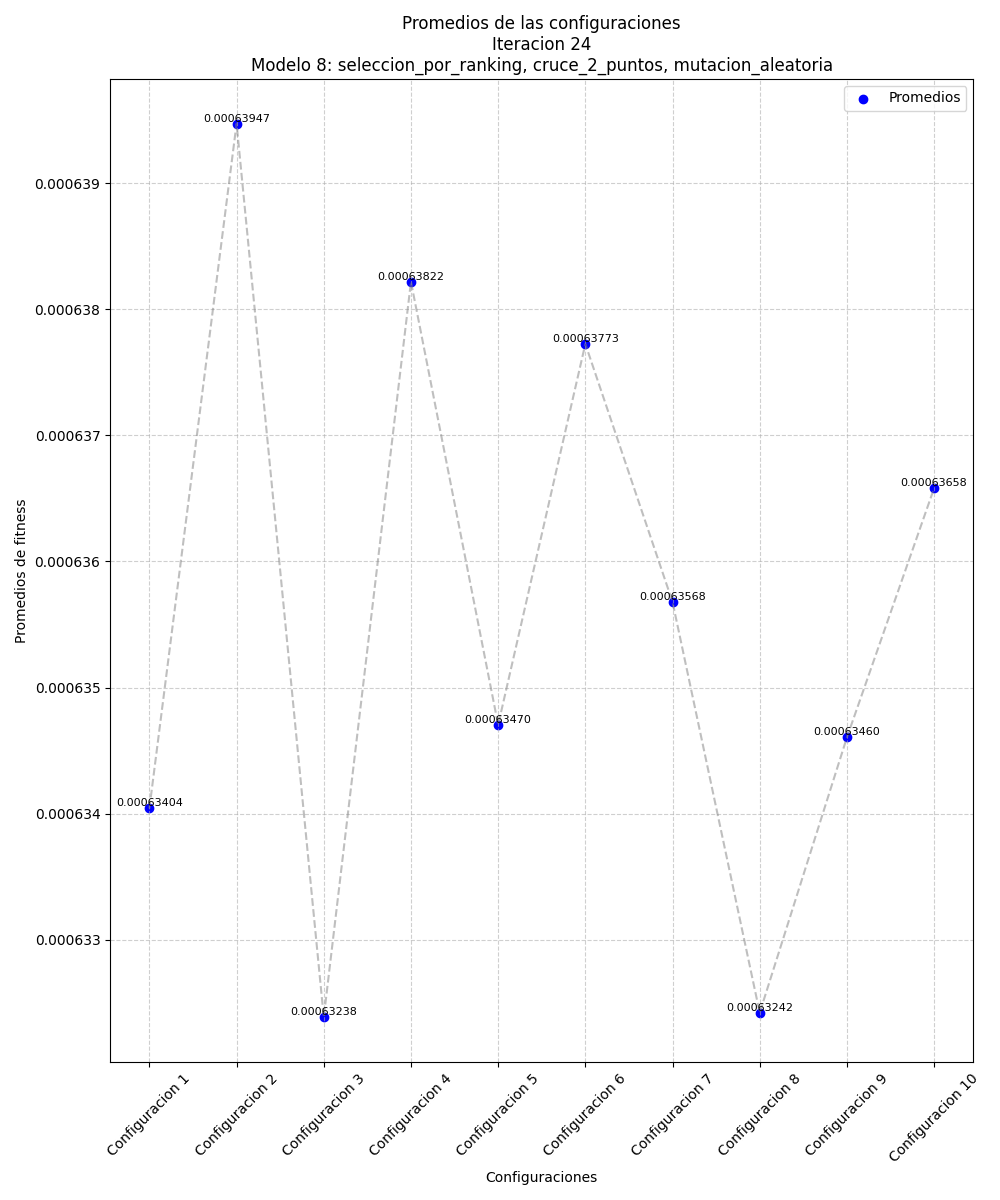 Promedios de las configuraciones
Iteracion 24
Modelo 8: seleccion_por_ranking, cruce_2_puntos, mutacion_aleatoria
Promedios
0.00063947
0.000639
0.00063822
0.000638
0.00063773
0.000637
0.00063658
0.000636
0.00063568
0.000635
0.00063470
0.00063460
0.00063404
0.000634
0.000633
0.00063238
0.00063242
Promedios de fitness
Configuracion 1
Configuracion 2
Configuracion 3
Configuracion 4
Configuracion 5
Configuracion 6
Configuracion 7
Configuracion 8
Configuracion 9
Configuracion 10
Configuraciones